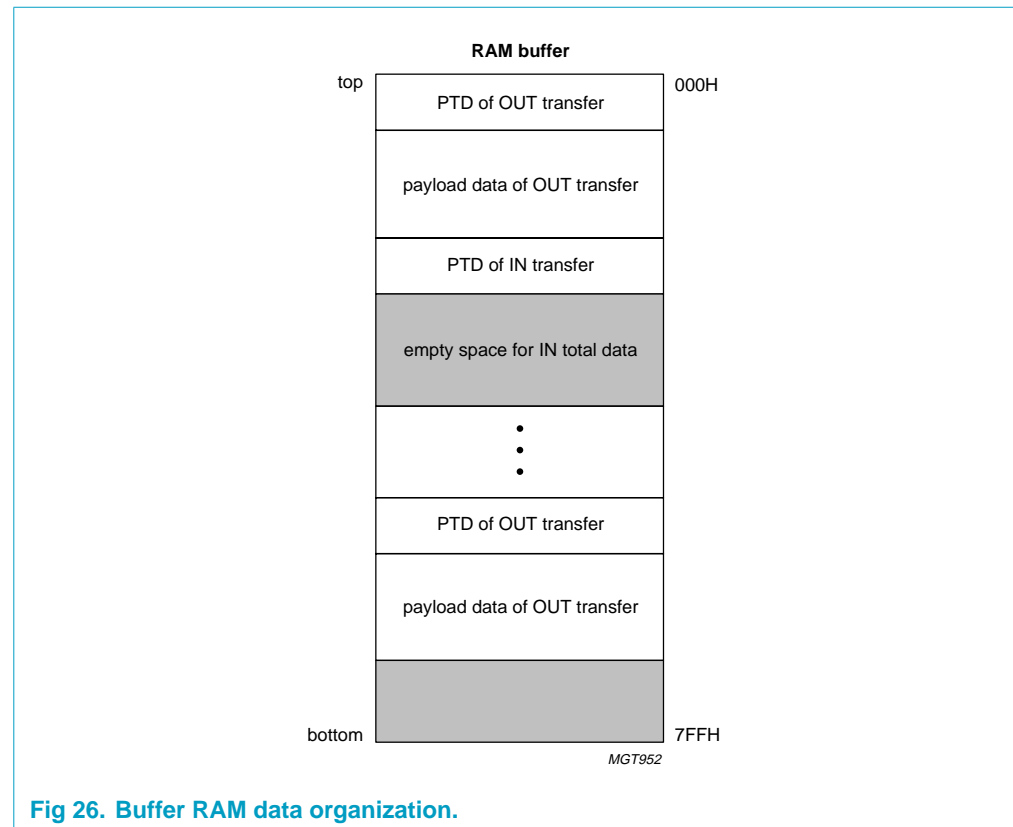 RAM buffer
top
000H
PTD of OUT transfer
payload data of OUT transfer
PTD of IN transfer
empty space for IN total data
PTD of OUT transfer
payload data of OUT transfer
bottom
7FFH
MGT952
Fig 26. Buffer RAM data organization.